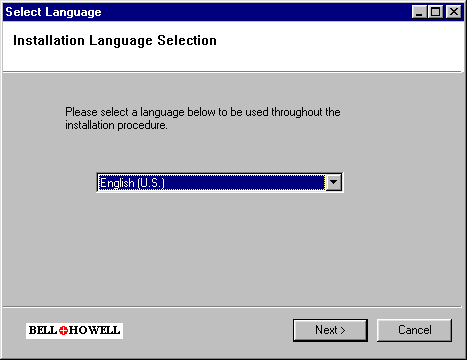 Select Language
Installation Language Selection
Please select a language below to be used throughout the
installation procedure.
English (U.S.)
BELL HOWELL
Next >
Cancel